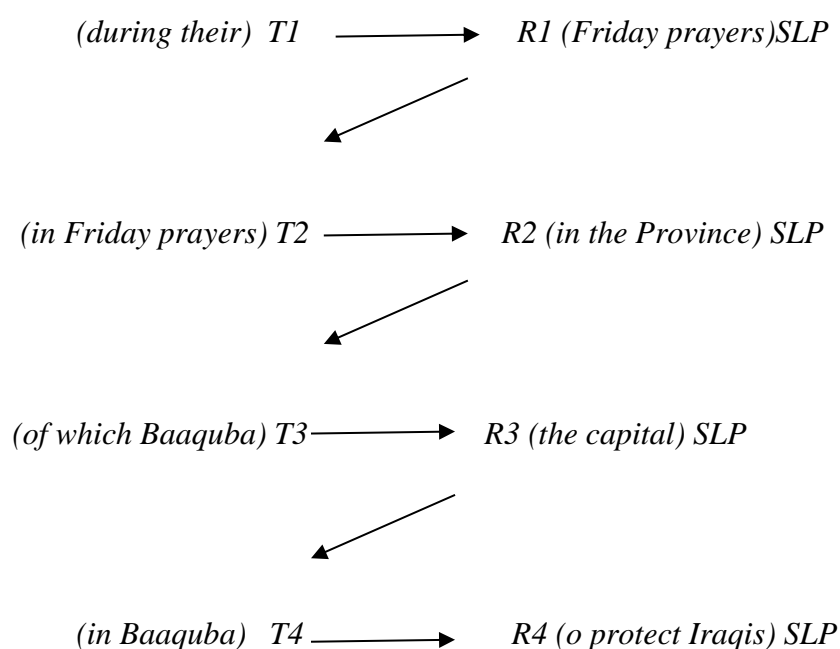 (during their) T1 R1 (Friday prayers)SLP
(in Friday prayers) T2 R2 (in the Province) SLP
(of which Baaquba) T3 R3 (the capital) SLP
(in Baaquba) T4 R4 (o protect Iraqis) SLP